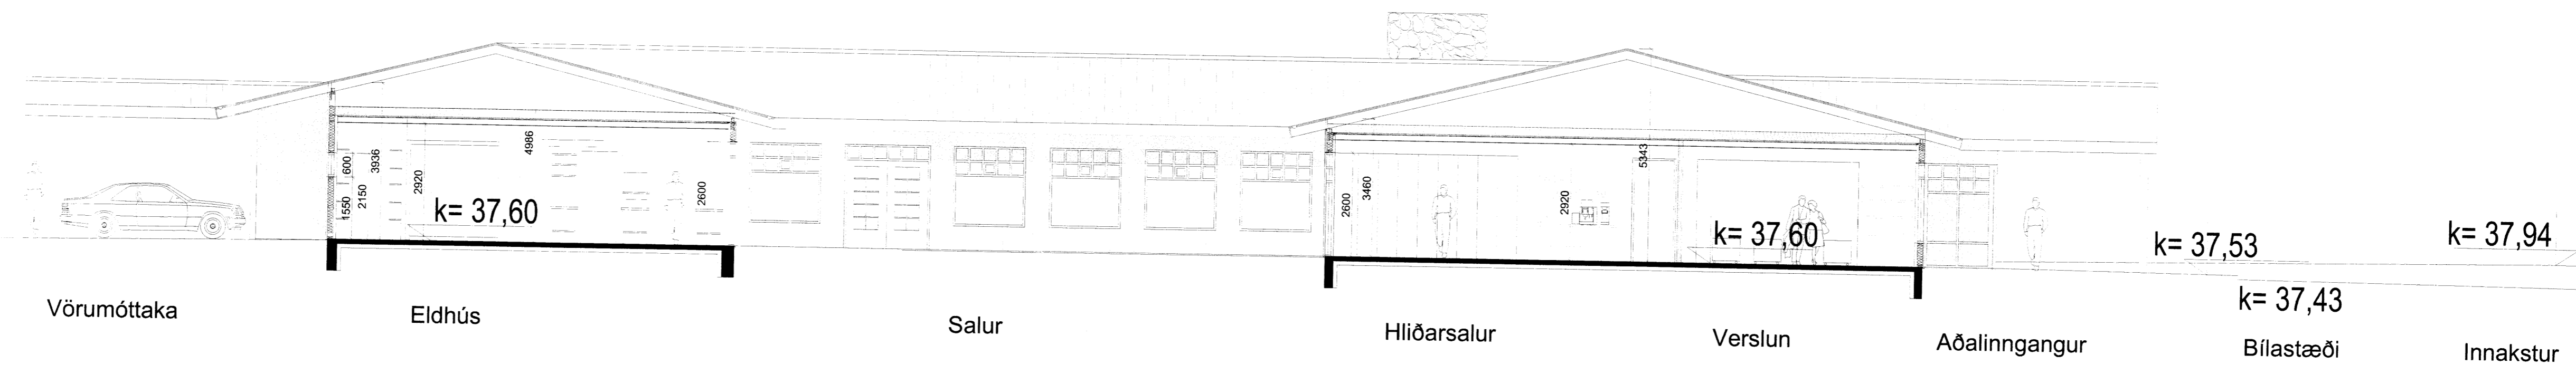 600
3936
1550
2150
2920
4986
2600
k= 37,60
2600
3460
2920
5343
k= 37,60
k= 37,53
k= 37,94
k= 37,43
Vörumóttaka
Eldhús
Salur
Hliðarsalur
Verslun
Aðalinngangur
Bílastæði
Innakstur